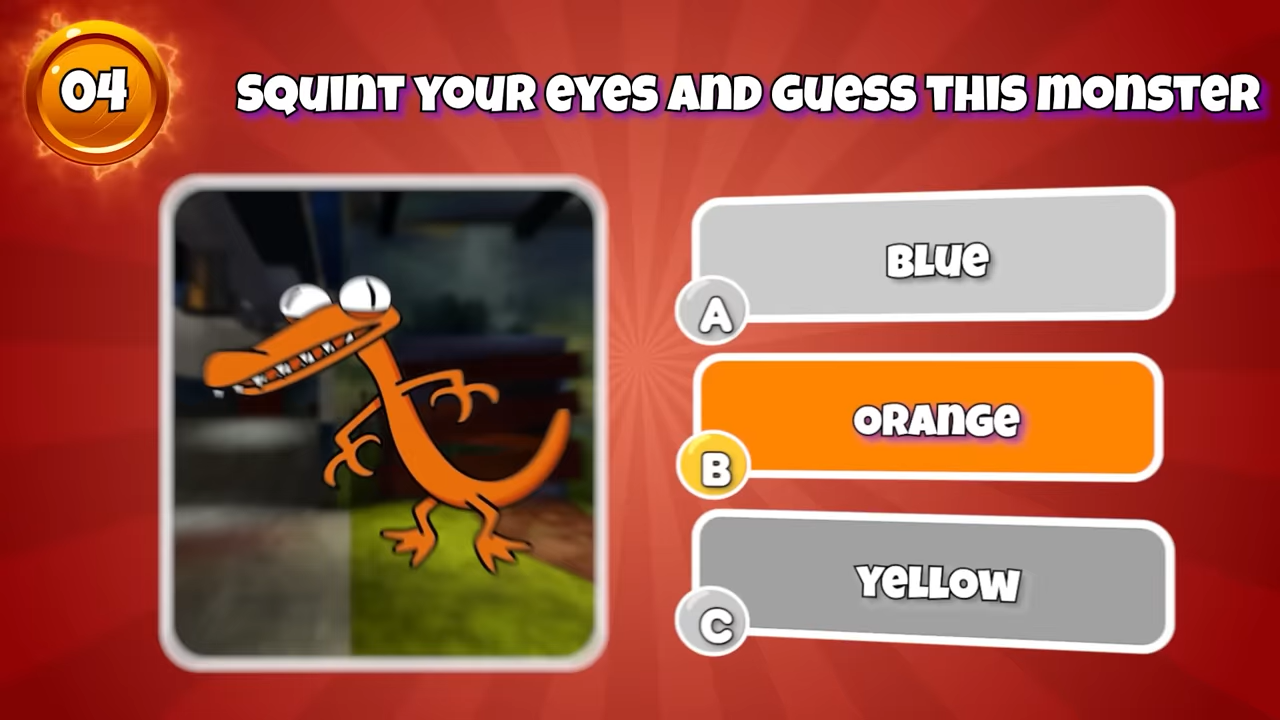 04
SQUINT YOUR EYES AND GUESS THIS MONSTER
BLUE
A
ORANGE
B
YELLOW
C